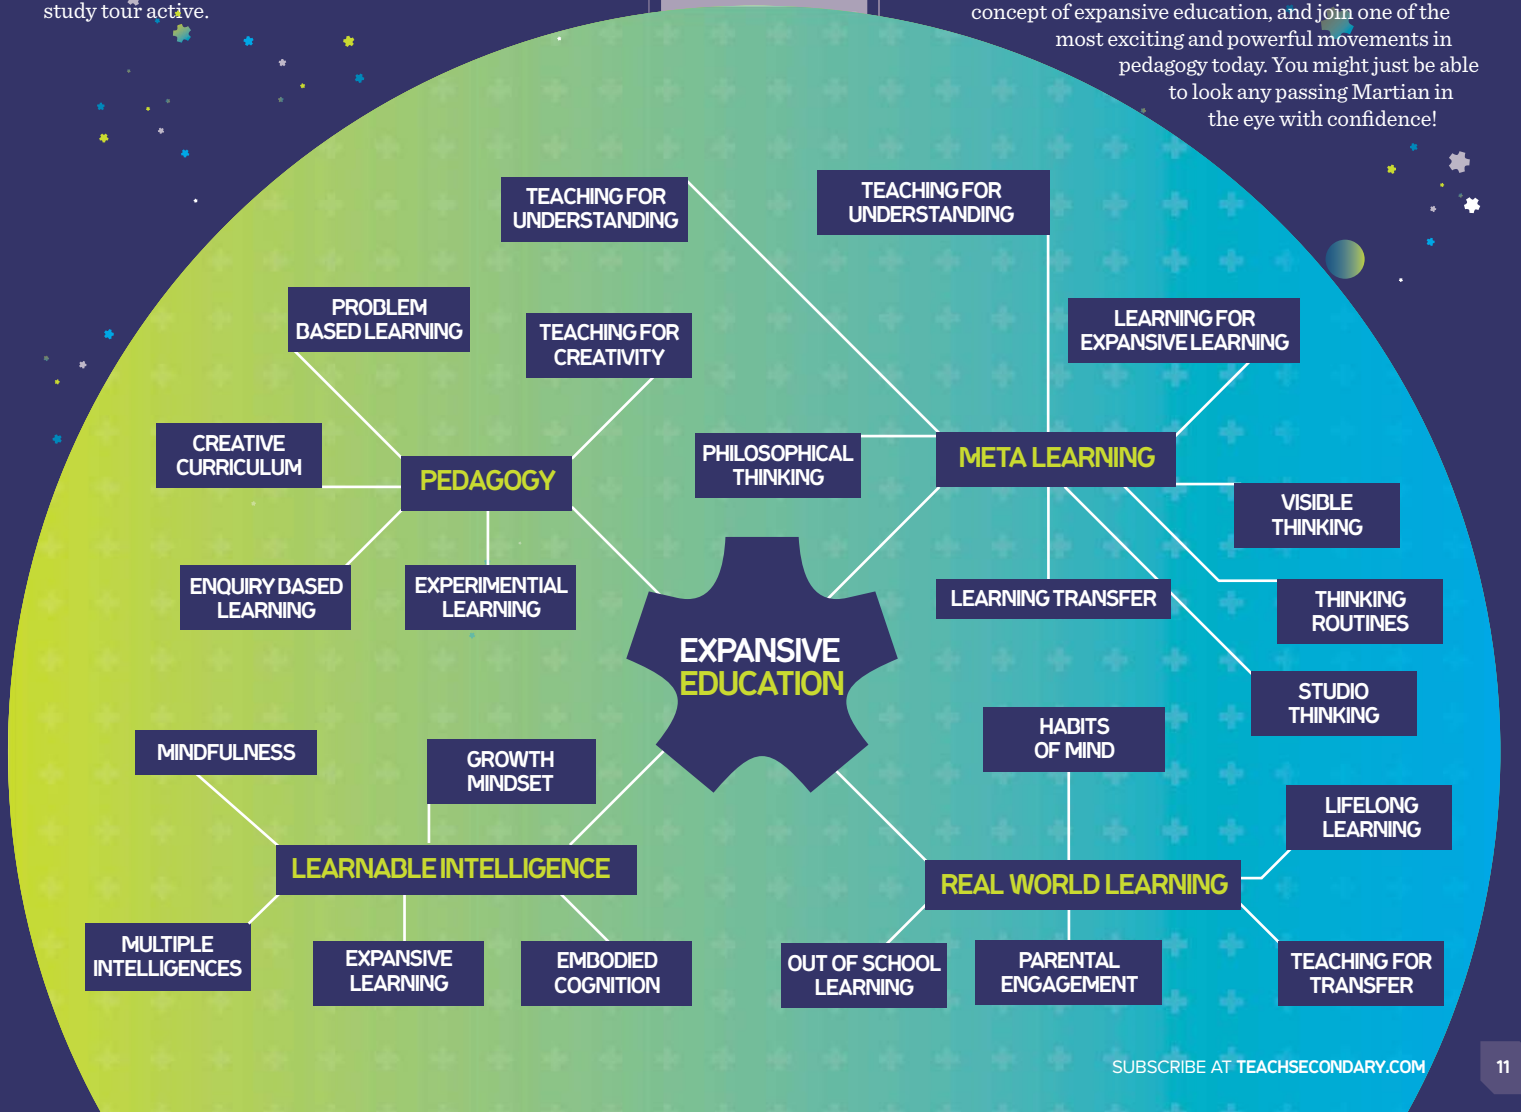 study tour active.
concept of expansive education, and join one of the
most exciting and powerful movements in
pedagogy today. You might just be able
to look any passing Martian in
the eye with confidence!
TEACHING FOR
UNDERSTANDING
TEACHING FOR
UNDERSTANDING
PROBLEM
BASED LEARNING
TEACHING FOR
CREATIVITY
LEARNING FOR
EXPANSIVE LEARNING
CREATIVE
CURRICULUM
PEDAGOGY
PHILOSOPHICAL
THINKING
META LEARNING
VISIBLE
THINKING
ENQUIRY BASED
LEARNING
EXPERIMENTIAL
LEARNING
LEARNING TRANSFER
THINKING
ROUTINES
EXPANSIVE
EDUCATION
STUDIO
THINKING
MINDFULNESS
GROWTH
MINDSET
HABITS
OF MIND
LIFELONG
LEARNING
LEARNABLE INTELLIGENCE
REAL WORLD LEARNING
MULTIPLE
INTELLIGENCES
EXPANSIVE
LEARNING
EMBODIED
COGNITION
OUT OF SCHOOL
LEARNING
PARENTAL
ENGAGEMENT
TEACHING FOR
TRANSFER
SUBSCRIBE AT TEACHSECONDARY.COM
11